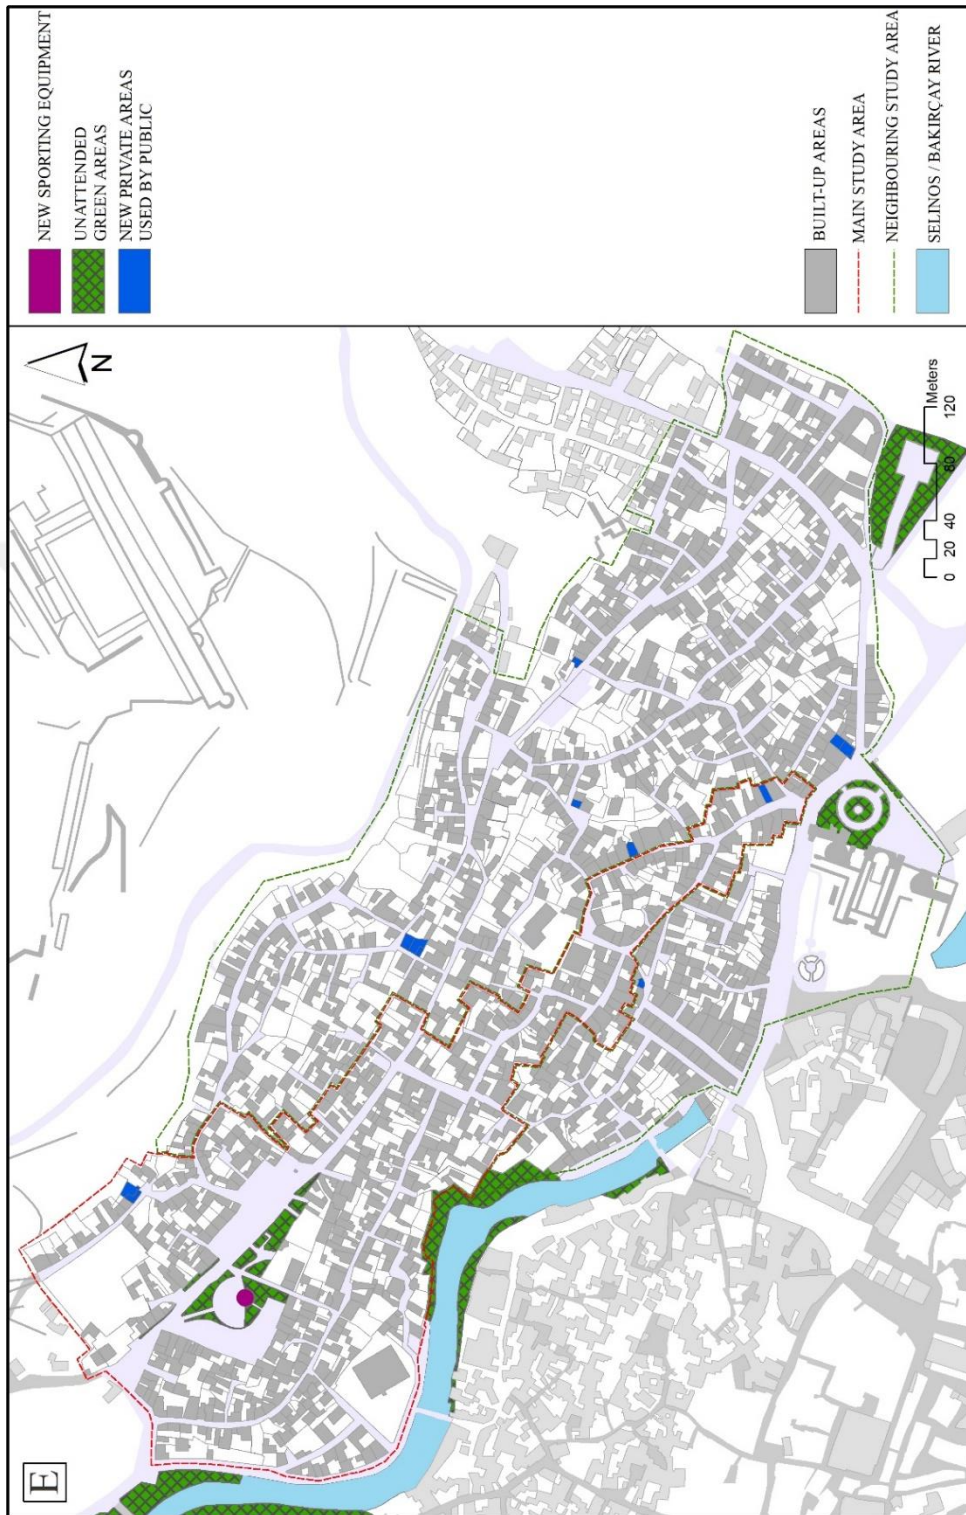 NEW SPORTING EQUIPMENT
UNATTENDED
GREEN AREAS
NEW PRIVATE AREAS
USED BY PUBLIC
BUILT-UP AREAS
MAIN STUDY AREA
NEIGHBOURING STUDY AREA
SELINOS / BAKIRÇAY RIVER
N
0 20 40 80 120
Meters
E